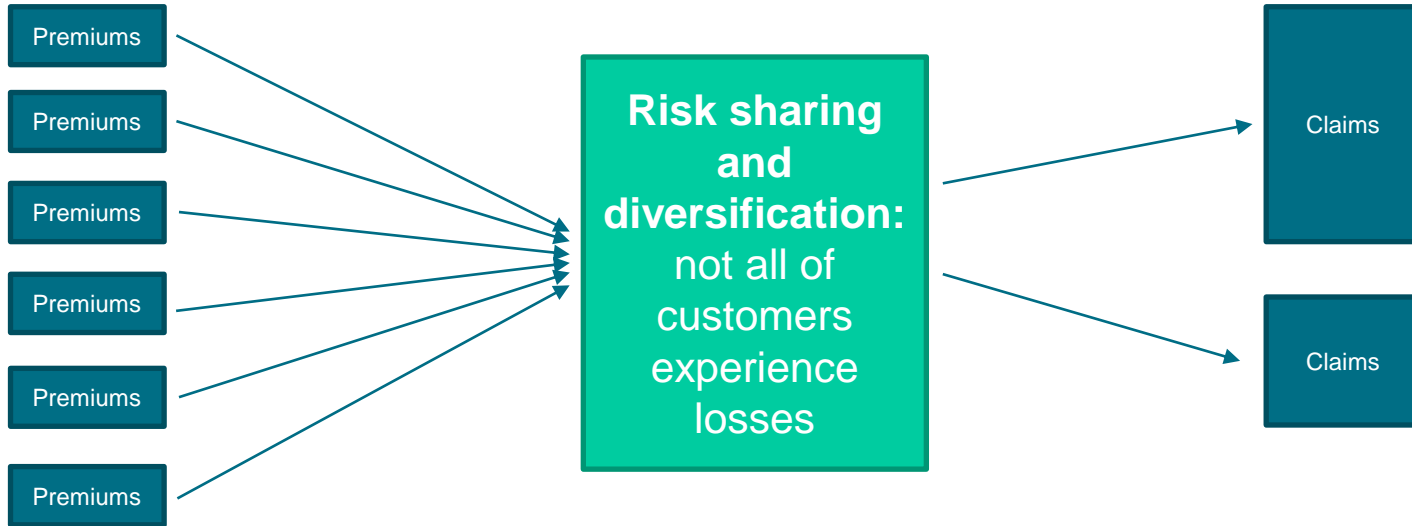 Premiums
Premiums
Premiums
Premiums
Premiums
Premiums
Risk sharing
and
diversification:
not all of
customers
experience
losses
Claims
Claims